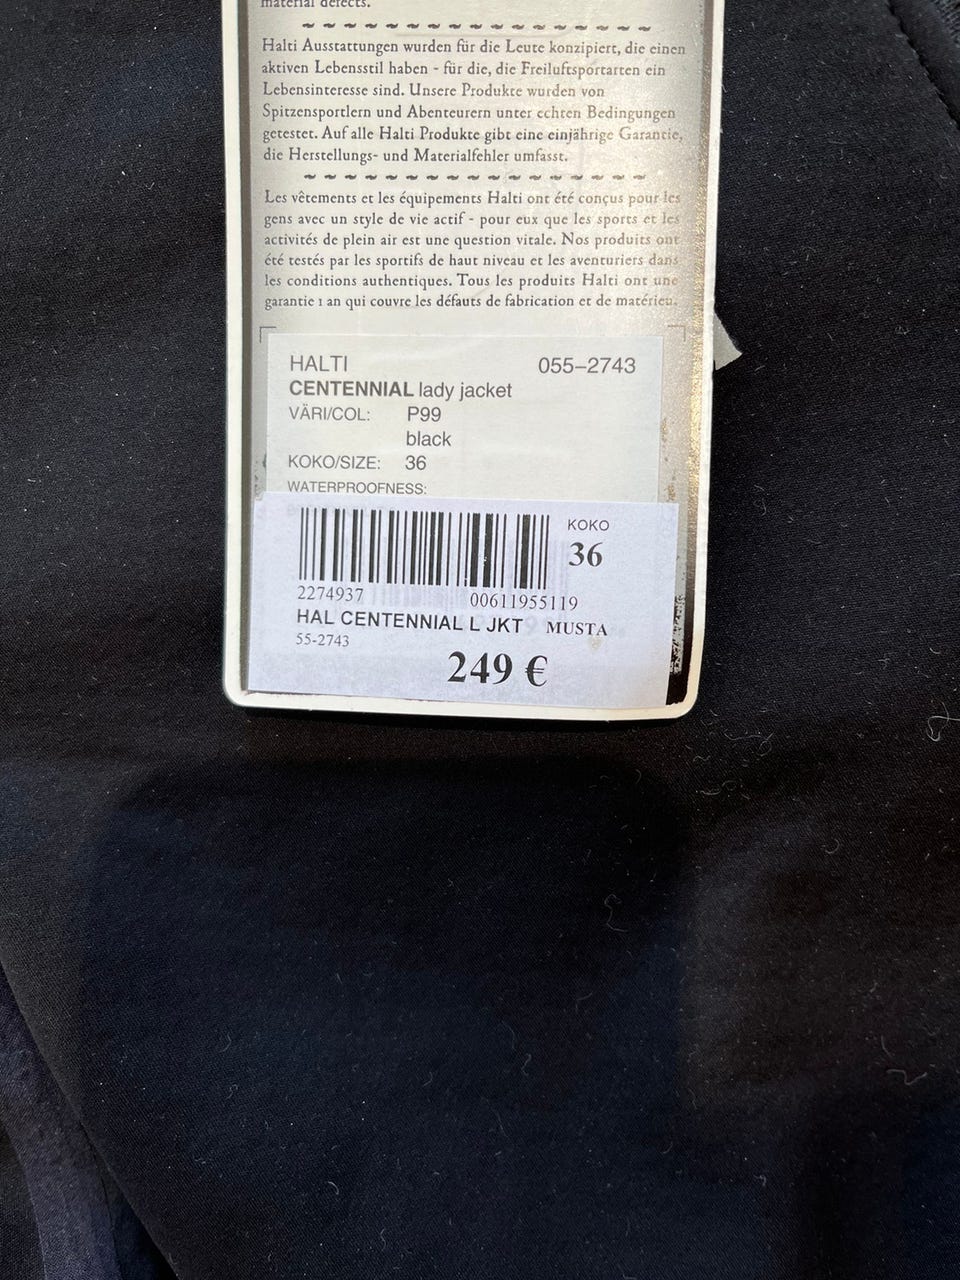 material defects.
Halti Ausstattungen wurden für die Leute konzipiert, die einen
aktiven Lebensstil haben - für die, die Freiluftsportarten ein
Lebensinteresse sind. Unsere Produkte wurden von
Spitzensportlern und Abenteurern unter echten Bedingungen
getestet. Auf alle Halti Produkte gibt eine einjährige Garantie,
die Herstellungs- und Materialfehler umfasst.
Les vêtements et les équipements Halti ont été conçus pour les
gens avec un style de vie actif - pour eux que les sports et les
activités de plein air est une question vitale. Nos produits ont
été testés par les sportifs de haut niveau et les aventuriers dans
les conditions authentiques. Tous les produits Halti ont une
garantie 1 an qui couvre les défauts de fabrication et de matérieu.
HALTI 055-2743
CENTENNIAL lady jacket
VÄRI/COL: P99
black
KOKO/SIZE: 36
WATERPROOFNESS:
KOKO
36
2274937 00611955119
HAL CENTENNIAL L JKT MUSTA
55-2743
249 €